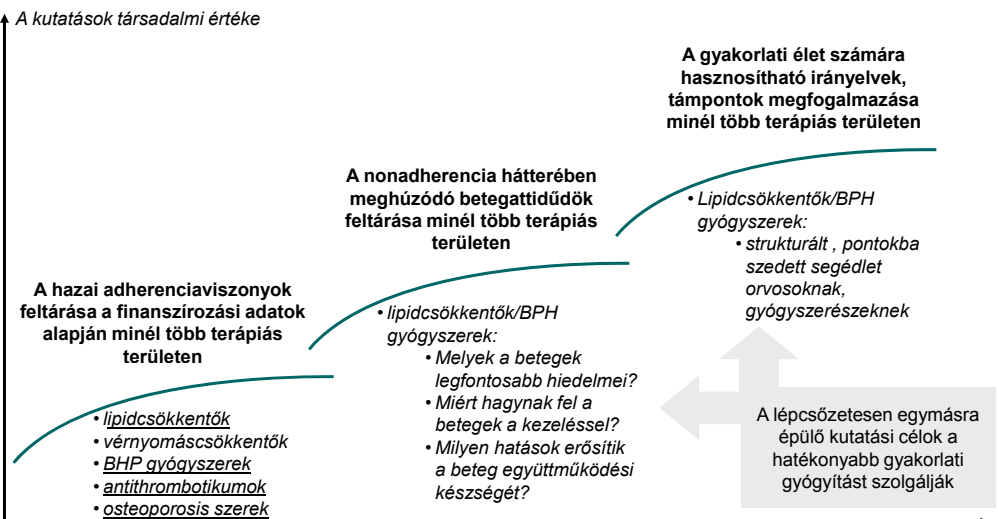 A kutatások társadalmi értéke
A gyakorlati élet számára
hasznosítható irányelvek,
támpontok megfogalmazása
minél több terápiás területen
• Lipidcsökkentők/BPH
gyógyszerek:
• strukturált , pontokba
szedett segédlet
orvosoknak,
gyógyszerészeknek
A nonadherencia hátterében
meghúzódó betegattidűdök
feltárása minél több terápiás
területen
• lipidcsökkentők/BPH
gyógyszerek:
• Melyek a betegek
legfontosabb hiedelmei?
• Miért hagynak fel a
betegek a kezeléssel?
• Milyen hatások erősítik
a beteg együttműködési
készségét?
A hazai adherenciaviszonyok
feltárása a finanszírozási adatok
alapján minél több terápiás
területen
• lipidcsökkentők
• vérnyomáscsökkentők
• BHP gyógyszerek
• antithrombotikumok
• osteoporosis szerek
A lépcsőzetesen egymásra
épülő kutatási célok a
hatékonyabb gyakorlati
gyógyítást szolgálják